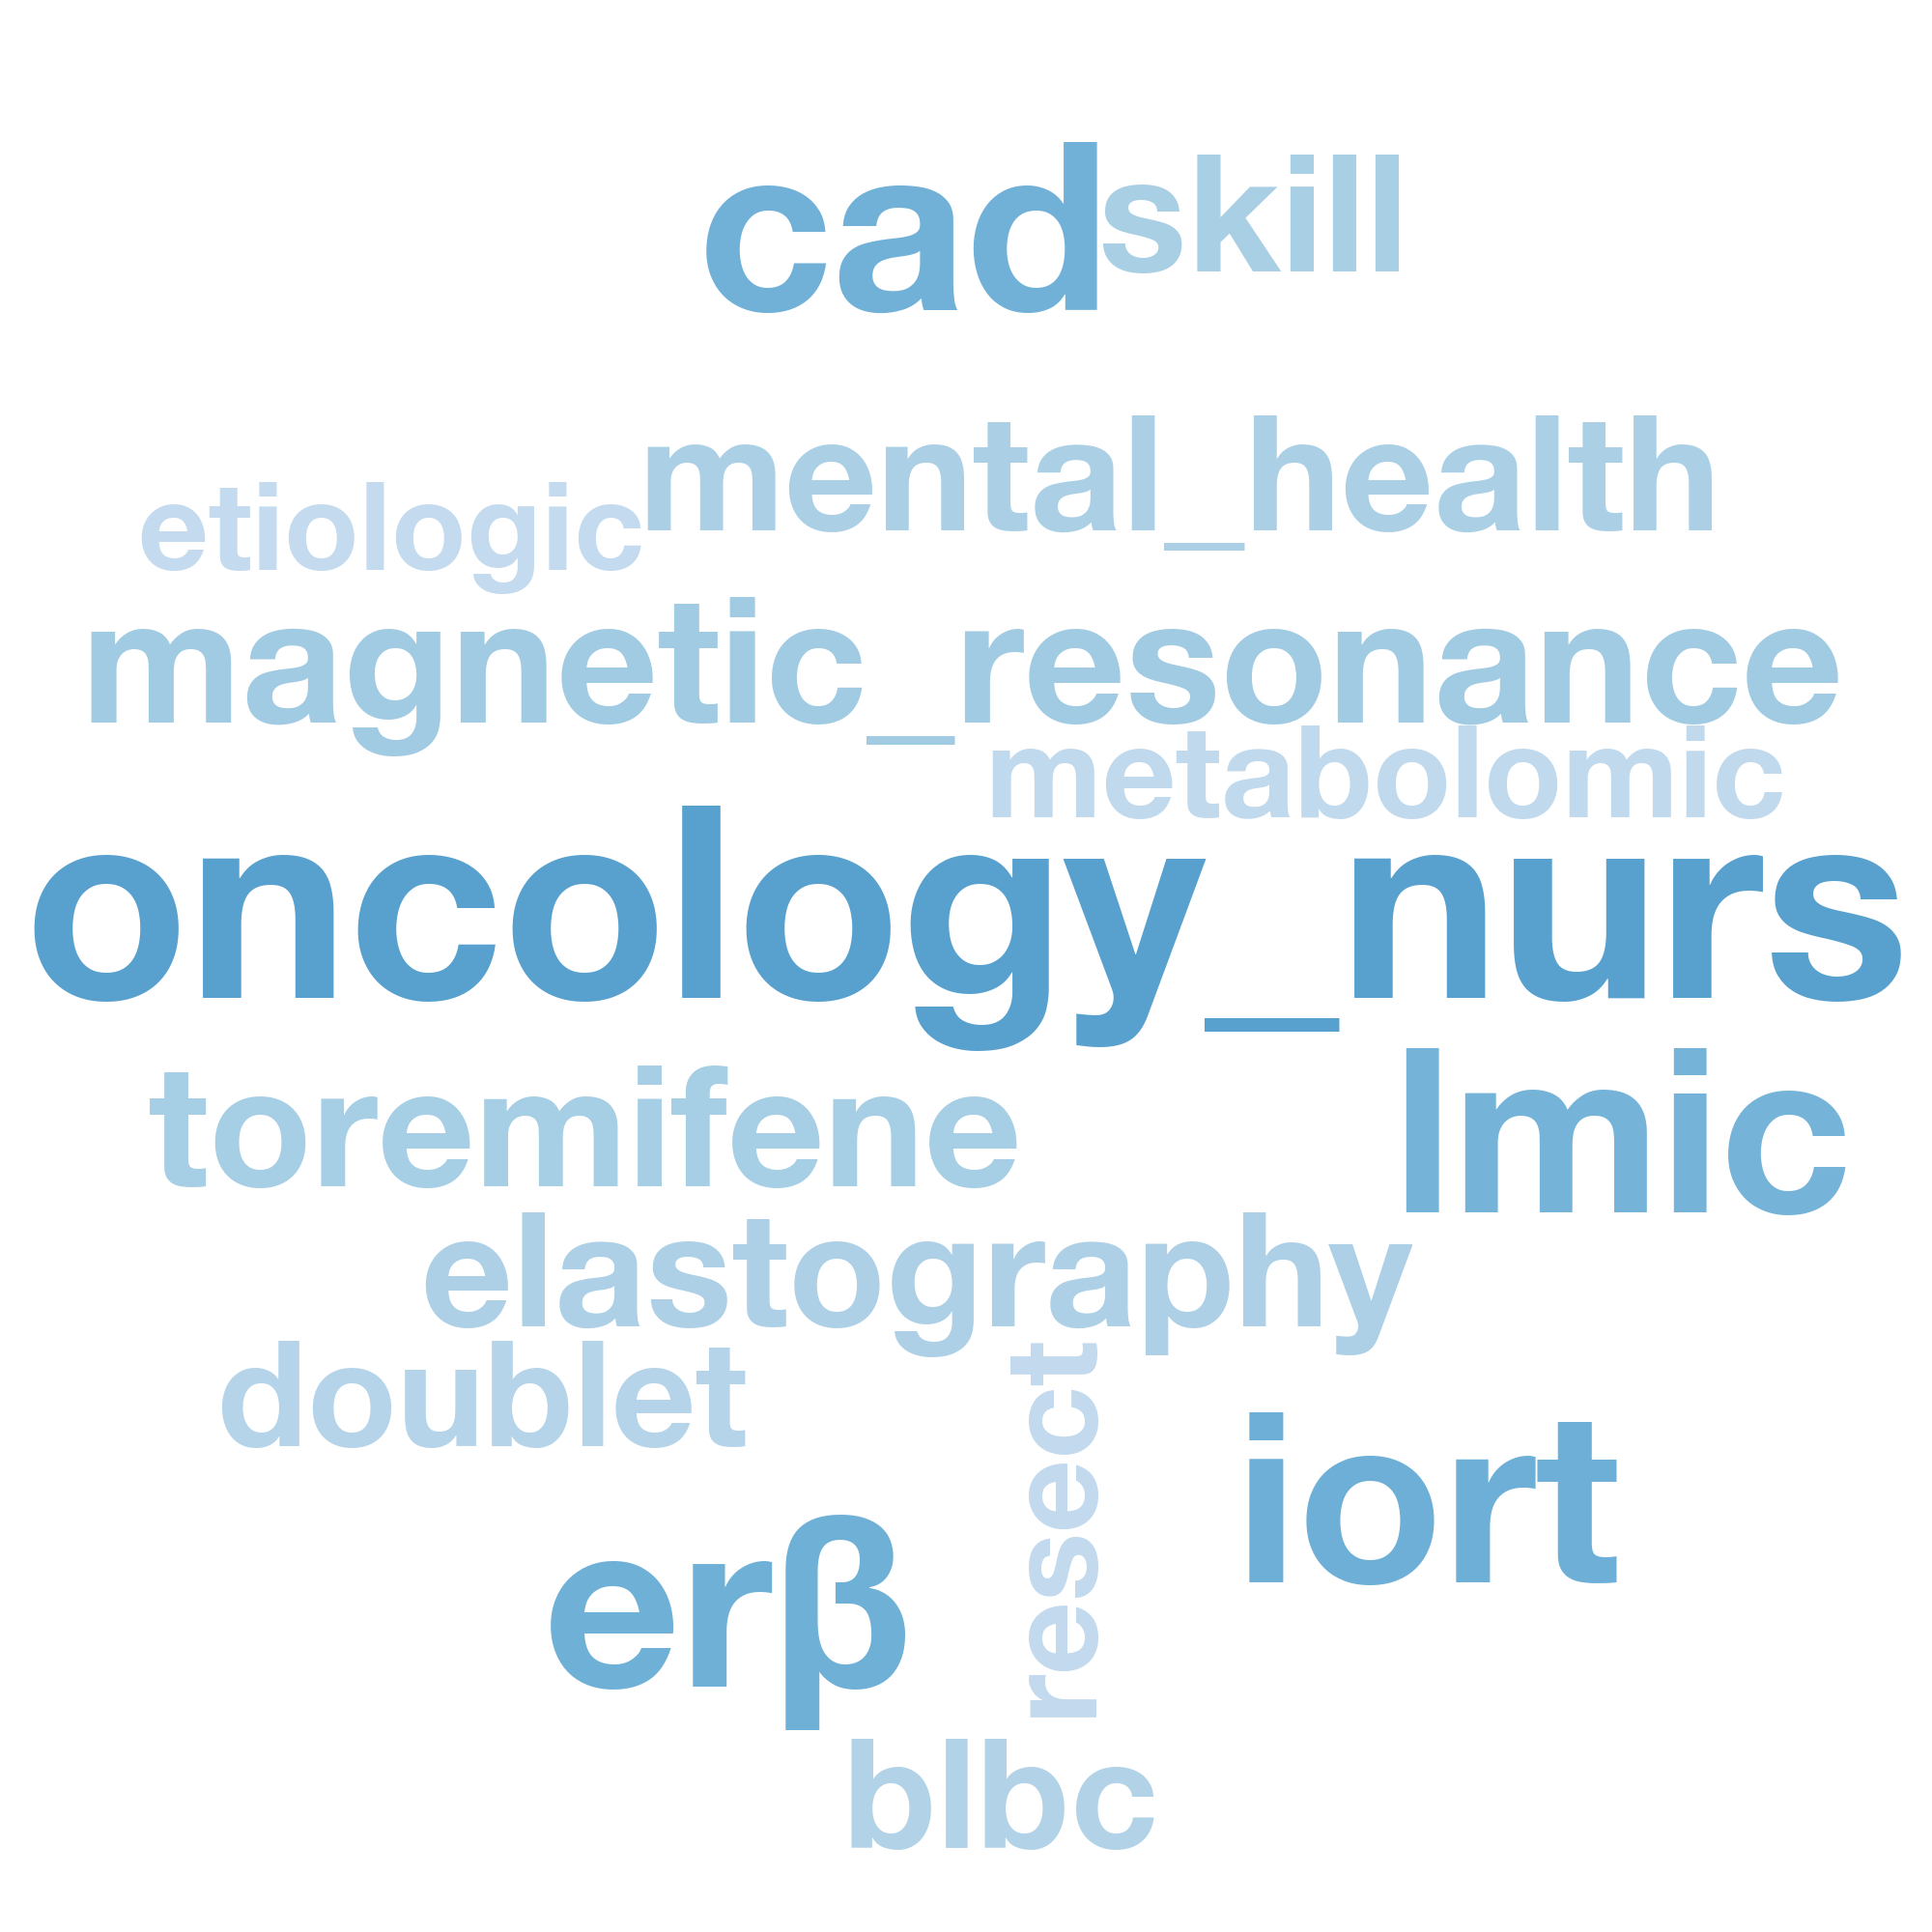 cad skill
mental_health
etiologic
magnetic_resonance
metabolomic
oncology_nurs
toremifene
lmic
elastography
doublet
resect
iort
erβ
blbc